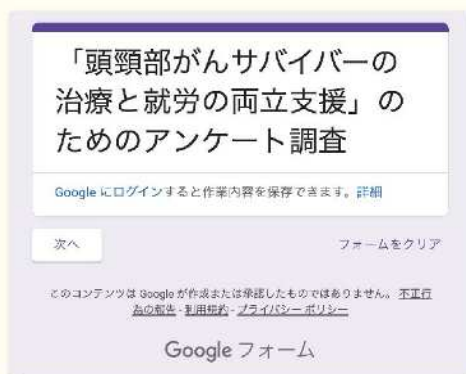 「頭頸部がんサバイバーの
治療と就労の両立支援」の
ためのアンケート調査
Google にログインすると作業内容を保存できます。詳細
次へ
フォームをクリア
このコンテンツは Google が作成または承認したものではありません。 不正行
為の報告 - 利用規約 - プライバシー ポリシー
Google フォーム